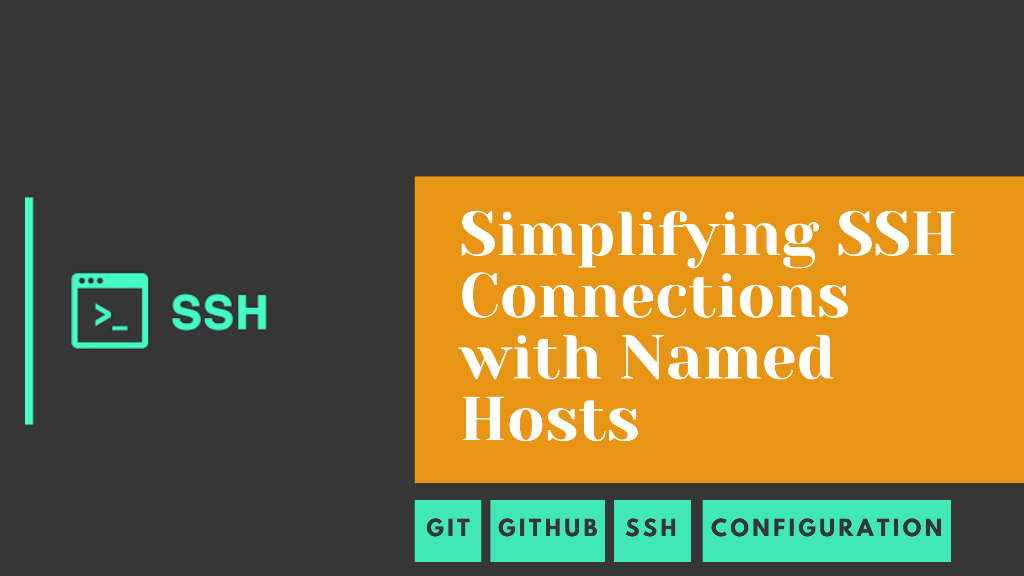 SSH
Simplifying SSH
Connections
with Named
Hosts
GIT GITHUB SSH CONFIGURATION